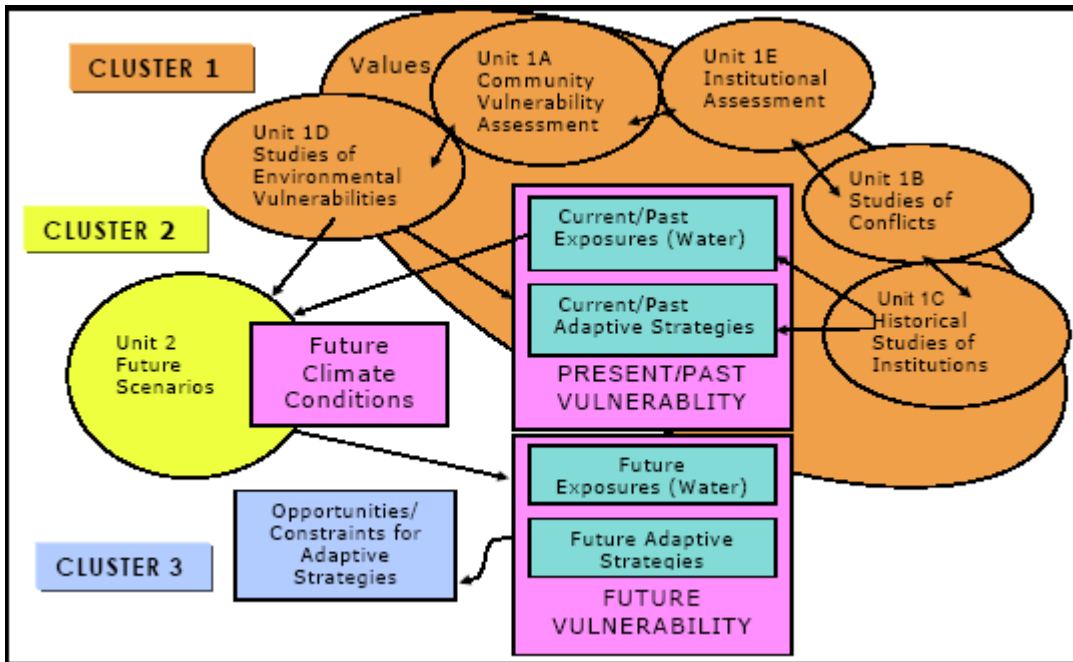 CLUSTER 1
Values
Unit 1A
Community
Vulnerability
Assessment
Unit 1E
Institutional
Assessment
Unit 1D
Studies of
Environmental
Vulnerabilities
Unit 1B
Studies of
Conflicts
CLUSTER 2
Current/Past
Exposures (Water)
Current/Past
Adaptive Strategies
PRESENT/PAST
VULNERABLITY
Unit 1C
Historical
Studies of
Institutions
Unit 2
Future
Scenarios
Future
Climate
Conditions
Future
Exposures (Water)
Future Adaptive
Strategies
FUTURE
VULNERABILITY
CLUSTER 3
Opportunities/
Constraints for
Adaptive
Strategies